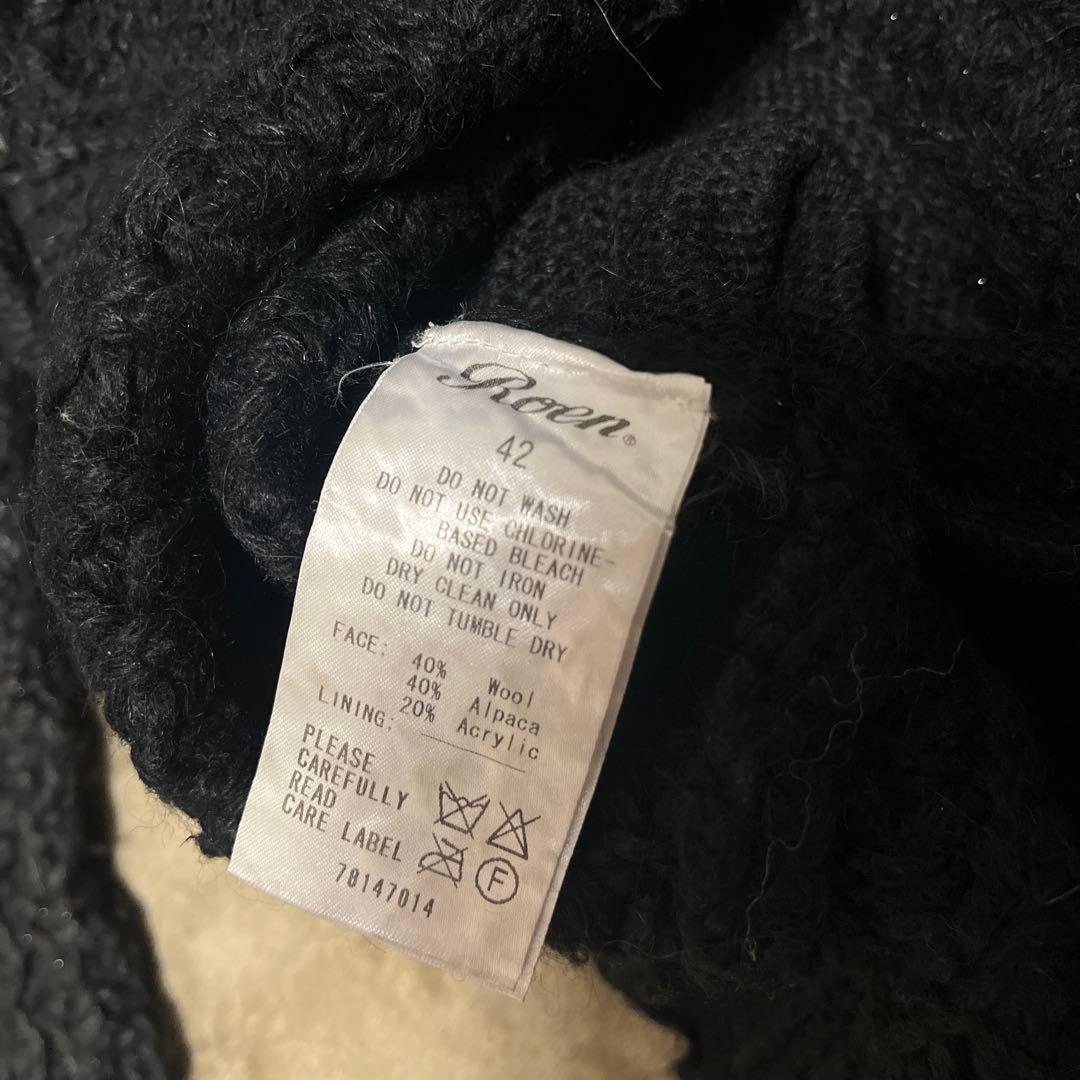 Roen®
42
DO NOT WASH
DO NOT USE CHLORINE-
BASED BLEACH
DO NOT IRON
DRY CLEAN ONLY
DO NOT TUMBLE DRY
FACE: 40% Wool
40% Alpaca
20% Acrylic
LINING:
PLEASE
CAREFULLY
READ
CARE LABEL
F
78147014